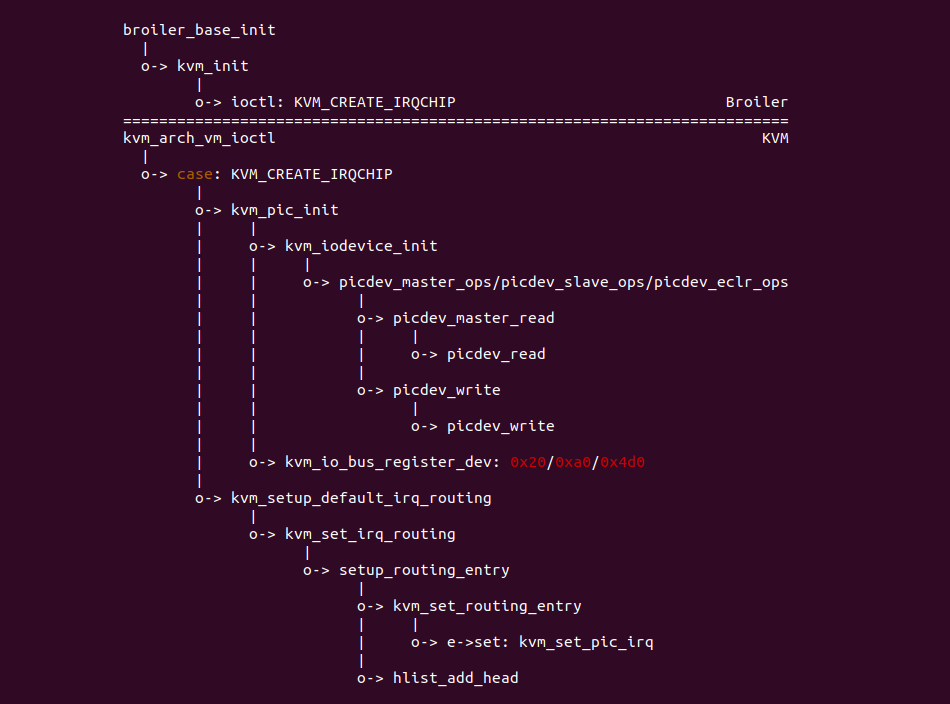 broiler_base_init
  |
  o-> kvm_init
        |
        o-> ioctl: KVM_CREATE_IRQCHIP                              Broiler
==========================================================================
kvm_arch_vm_ioctl                                                      KVM
  |
  o-> case: KVM_CREATE_IRQCHIP
        |
        o-> kvm_pic_init
        |     |
        |     o-> kvm_iodevice_init
        |     |     |
        |     |     o-> picdev_master_ops/picdev_slave_ops/picdev_eclr_ops
        |     |           |
        |     |           o-> picdev_master_read
        |     |           |     |
        |     |           |     o-> picdev_read
        |     |           |
        |     |           o-> picdev_write
        |     |                 |
        |     |                 o-> picdev_write
        |     |
        |     o-> kvm_io_bus_register_dev: 0x20/0xa0/0x4d0
        |
        o-> kvm_setup_default_irq_routing
              |
              o-> kvm_set_irq_routing
                    |
                    o-> setup_routing_entry
                          |
                          o-> kvm_set_routing_entry
                          |     |
                          |     o-> e->set: kvm_set_pic_irq
                          |
                          o-> hlist_add_head